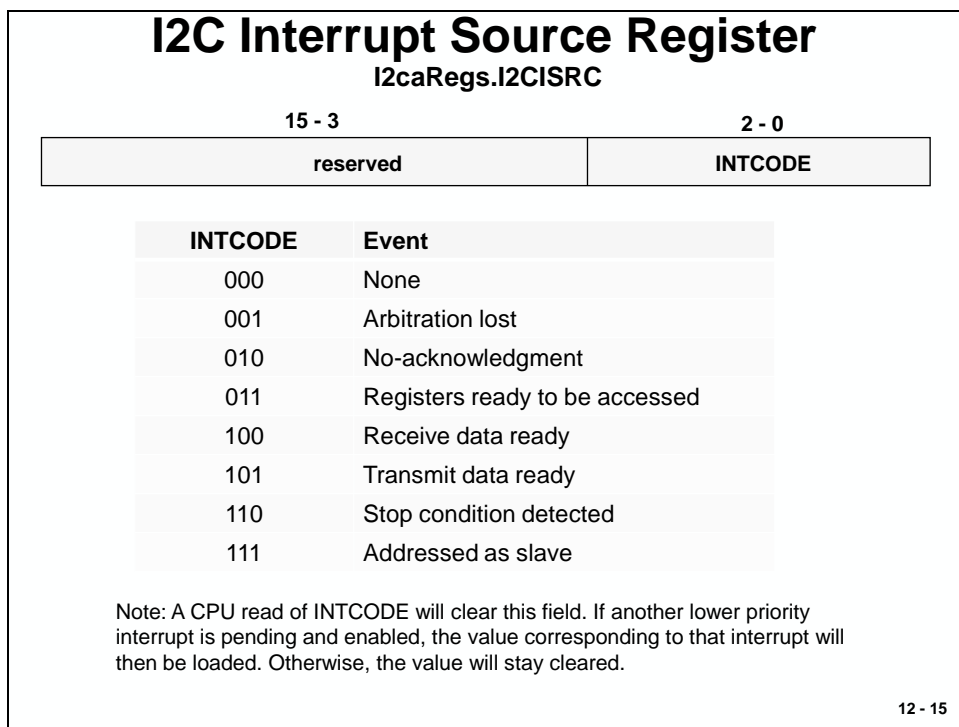 I2C Interrupt Source Register
I2caRegs.I2CISRC
15 - 3 2 - 0
reserved INTCODE
INTCODE Event
000 None
001 Arbitration lost
010 No-acknowledgment
011 Registers ready to be accessed
100 Receive data ready
101 Transmit data ready
110 Stop condition detected
111 Addressed as slave
Note: A CPU read of INTCODE will clear this field. If another lower priority
interrupt is pending and enabled, the value corresponding to that interrupt will
then be loaded. Otherwise, the value will stay cleared.
12 - 15